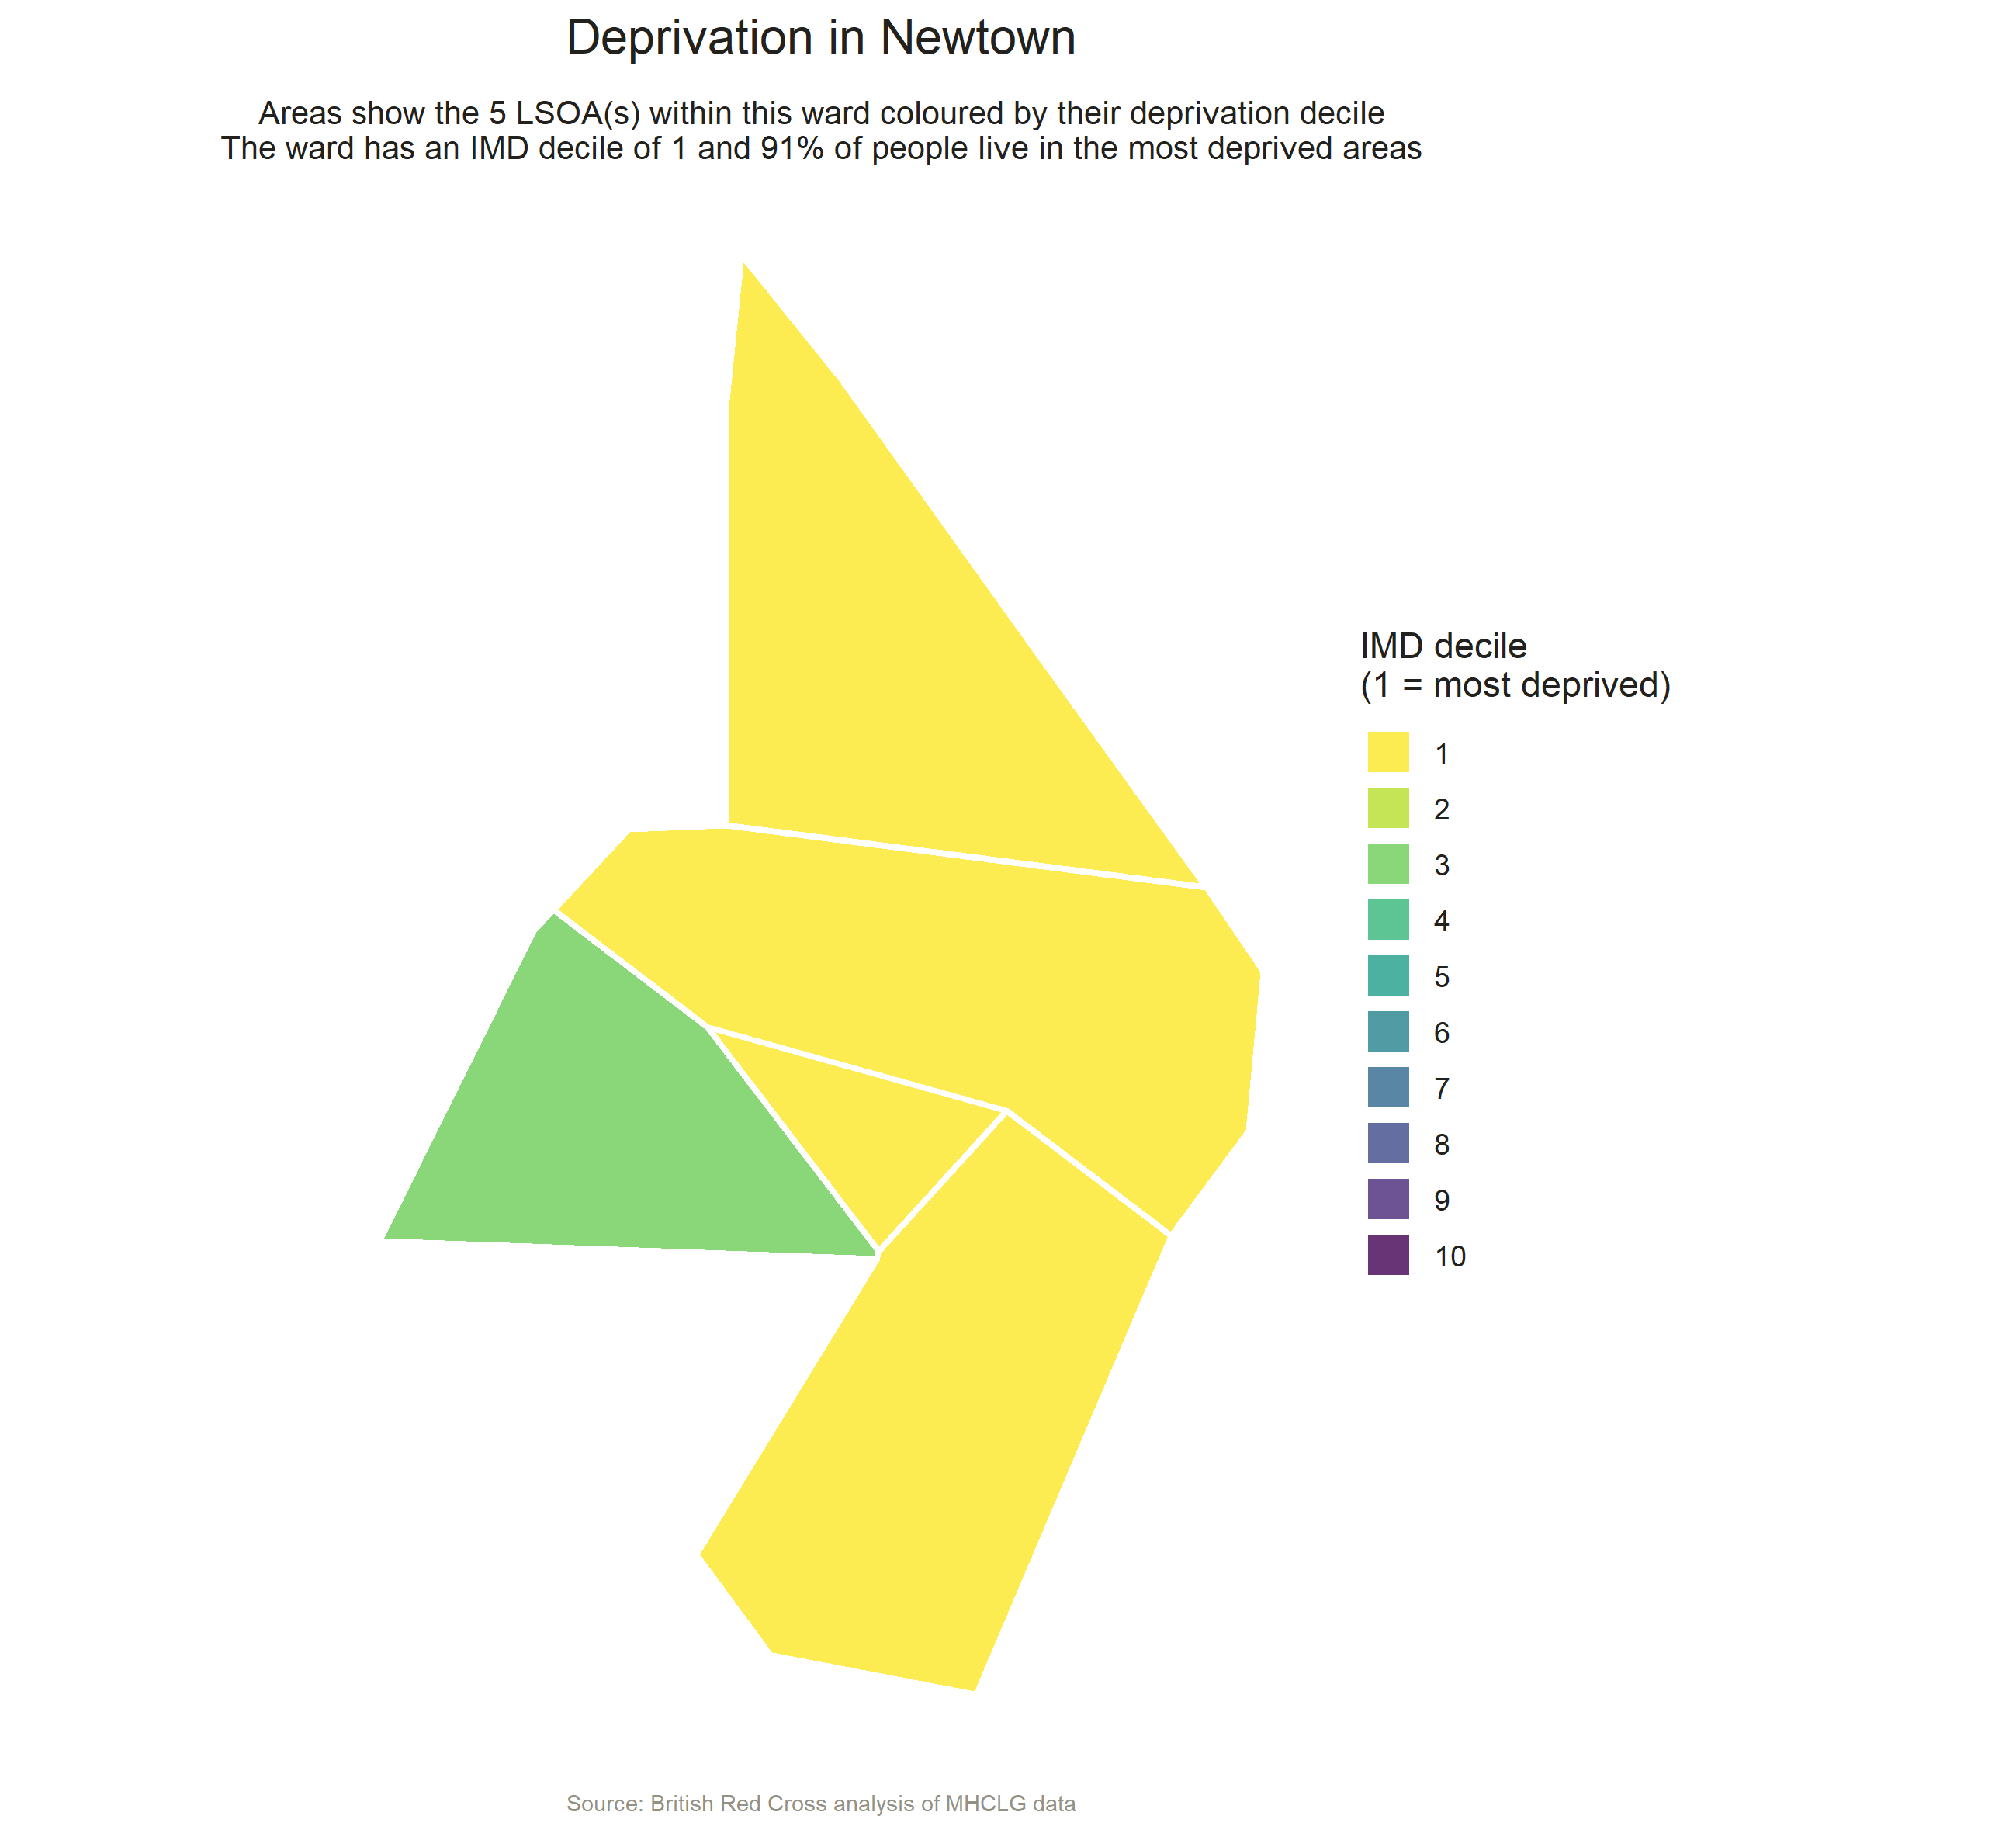 Deprivation in Newtown
Areas show the 5 LSOA(s) within this ward coloured by their deprivation decile
The ward has an IMD decile of 1 and 91% of people live in the most deprived areas
IMD decile
(1 = most deprived)
1
2
3
4
5
6
7
8
9
10
Source: British Red Cross analysis of MHCLG data